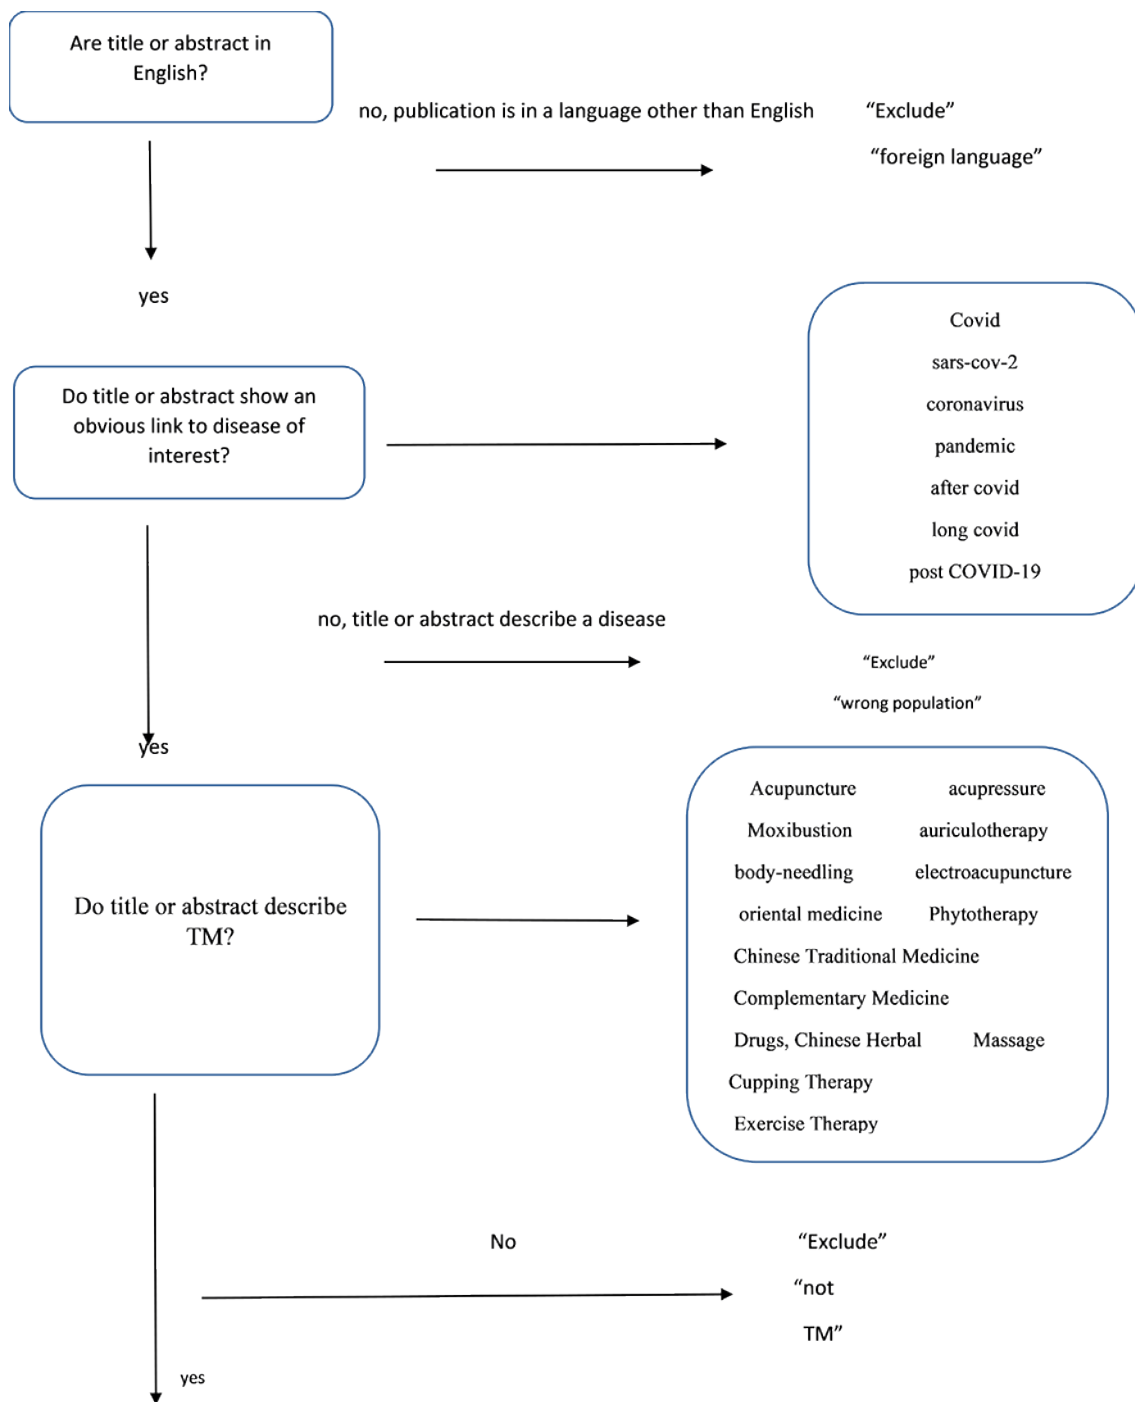 Are title or abstract in
English?
no, publication is in a language other than English
“Exclude”
“foreign language”
yes
Do title or abstract show an
obvious link to disease of
interest?
Covid
sars-cov-2
coronavirus
pandemic
after covid
long covid
post COVID-19
no, title or abstract describe a disease
“Exclude”
“wrong population”
yes
Do title or abstract describe
TM?
Acupuncture acupressure
Moxibustion auriculotherapy
body-needling electroacupuncture
oriental medicine Phytotherapy
Chinese Traditional Medicine
Complementary Medicine
Drugs, Chinese Herbal Massage
Cupping Therapy
Exercise Therapy
No
“Exclude”
“not
TM”
yes